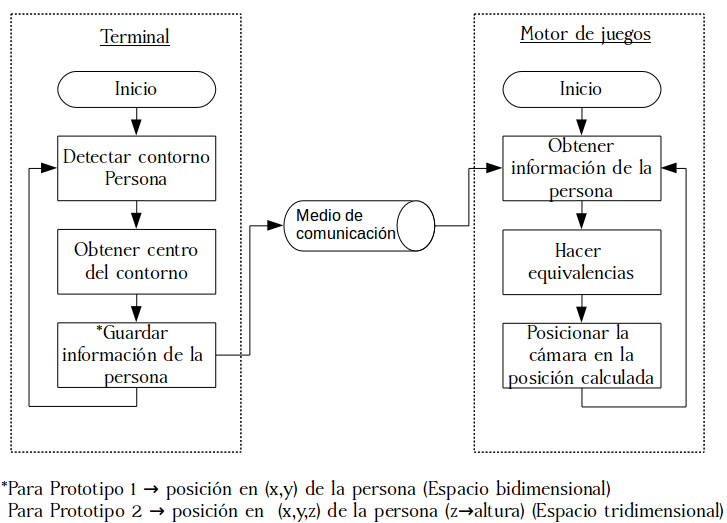 Terminal
Inicio
Detectar contorno
Persona
Obtener centro
del contorno
*Guardar
información de la
persona
Medio de
comunicación
Motor de juegos
Inicio
Obtener
información de la
persona
Hacer
equivalencias
Posicionar la
cámara en la
posición calculada
*Para Prototipo 1 → posición en (x,y) de la persona (Espacio bidimensional)
Para Prototipo 2 → posición en (x,y,z) de la persona (z→altura) (Espacio tridimensional)